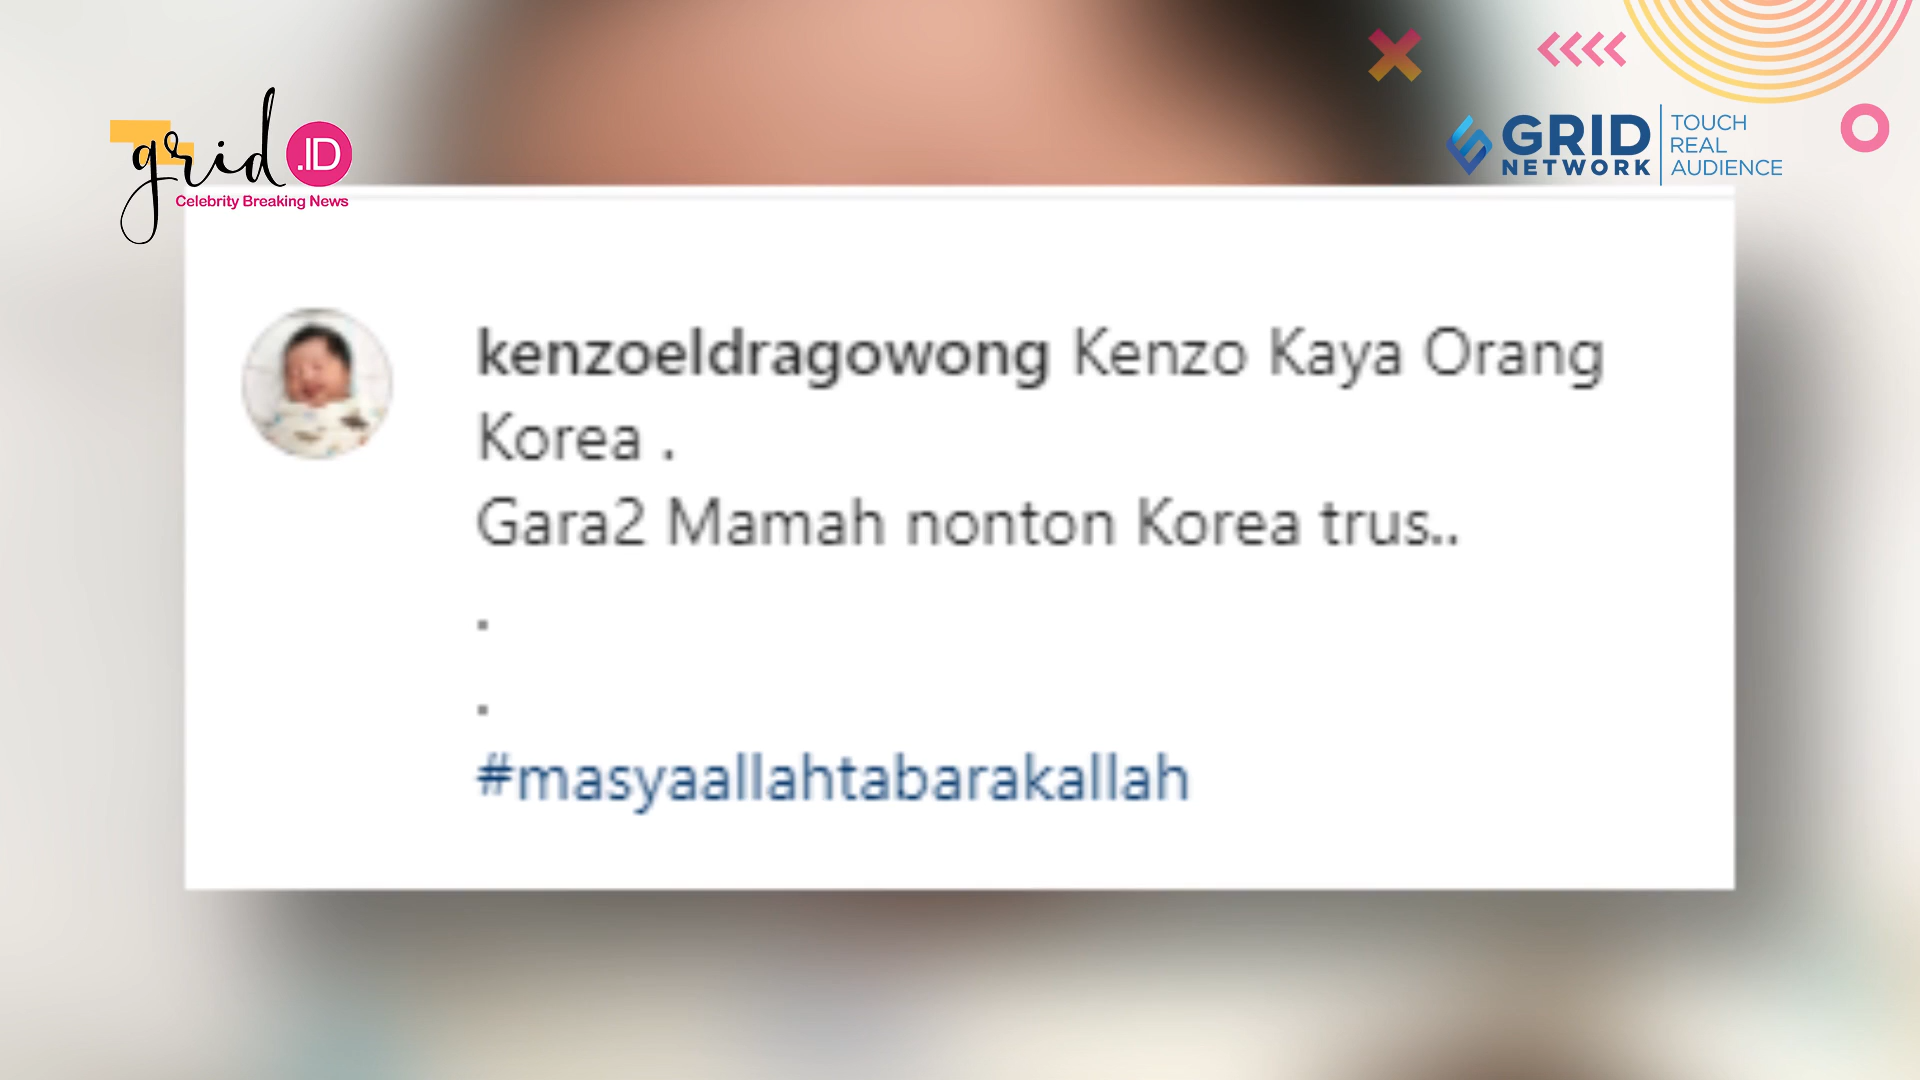 grid .ID
Celebrity Breaking News
GRID
NETWORK
TOUCH
REAL
AUDIENCE
kenzoeldragowong Kenzo Kaya Orang
Korea .
Gara2 Mamah nonton Korea trus..
.
.
#masyaallahtabarakallah